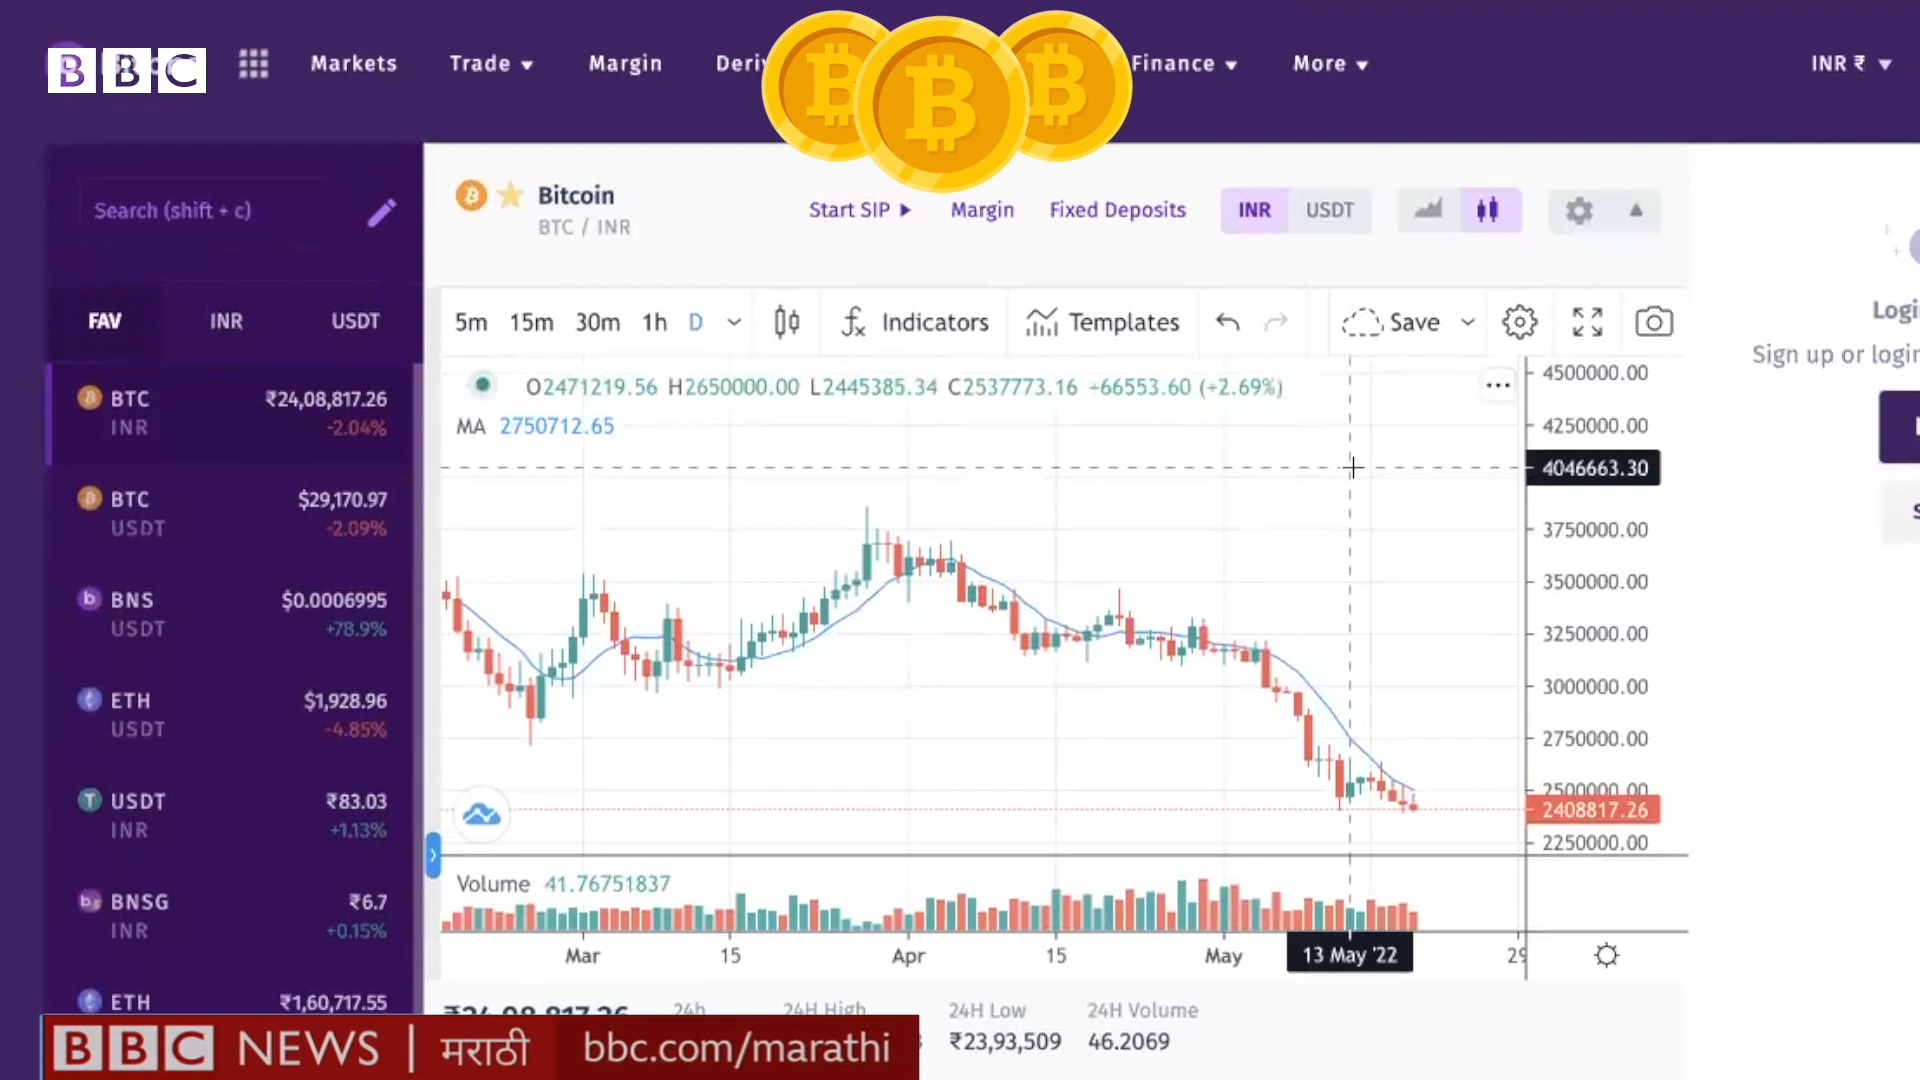 BBC
Markets Trade Margin Finance More INR ₹
Search (shift + c)
FAV INR USDT
BTC ₹24,08,817.26
INR -2.04%
BTC $29,170.97
USDT -2.09%
BNS $0.0006995
USDT +78.9%
ETH $1,928.96
USDT -4.85%
USDT ₹83.03
INR +1.13%
BNSG ₹6.7
INR +0.15%
ETH ₹1,60,717.55
Bitcoin
BTC / INR
Start SIP Margin Fixed Deposits INR USDT
5m 15m 30m 1h D Indicators Templates Save
O2471219.56 H2650000.00 L2445385.34 C2537773.16 +66553.60 (+2.69%)
MA 2750712.65
4500000.00
4250000.00
4046663.30
3750000.00
3500000.00
3250000.00
3000000.00
2750000.00
2500000.00
2408817.26
2250000.00
Volume 41.76751837
Mar 15 Apr 15 May 13 May '22 29
₹24,08,817.26 24h 24H High 24H Low 24H Volume
₹23,93,509 46.2069
Sign up or login
BBC NEWS | मराठी bbc.com/marathi